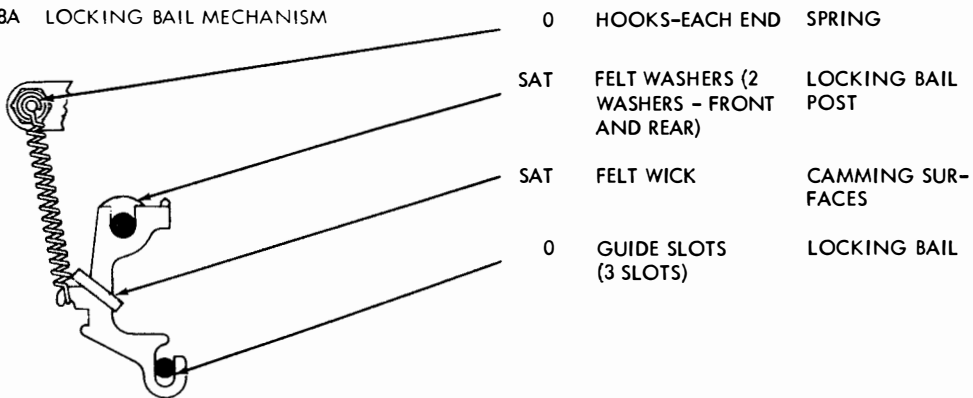 8A LOCKING BAIL MECHANISM
0 HOOKS-EACH END SPRING
SAT FELT WASHERS (2 LOCKING BAIL
WASHERS - FRONT POST
AND REAR)
SAT FELT WICK CAMMING SUR-
FACES
0 GUIDE SLOTS LOCKING BAIL
(3 SLOTS)